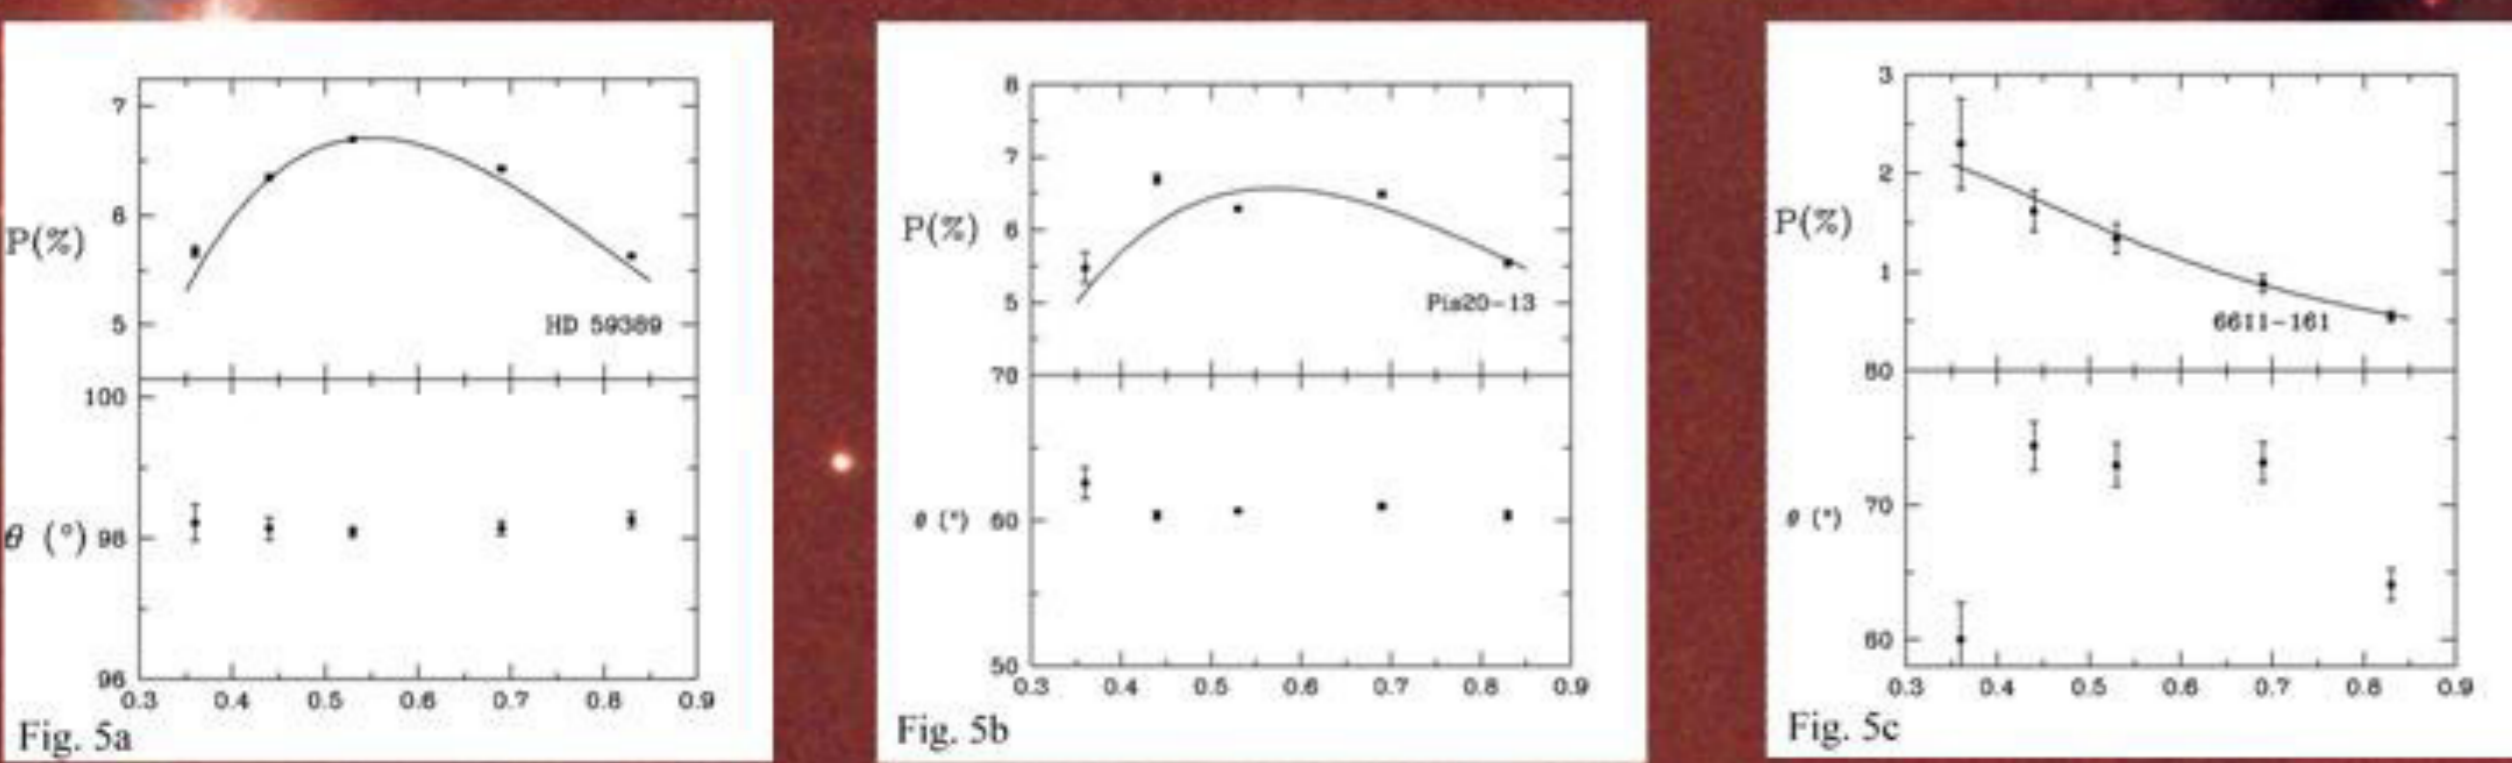 7
6
P(%)
5
HD 59389
100
θ (°) 98
96
0.3 0.4 0.5 0.6 0.7 0.8 0.9
Fig. 5a
8
7
P(%) 6
5
Pis20-13
70
θ (°) 60
50
0.3 0.4 0.5 0.6 0.7 0.8 0.9
Fig. 5b
3
2
P(%)
1
6611-161
80
70
θ (°)
60
0.3 0.4 0.5 0.6 0.7 0.8 0.9
Fig. 5c